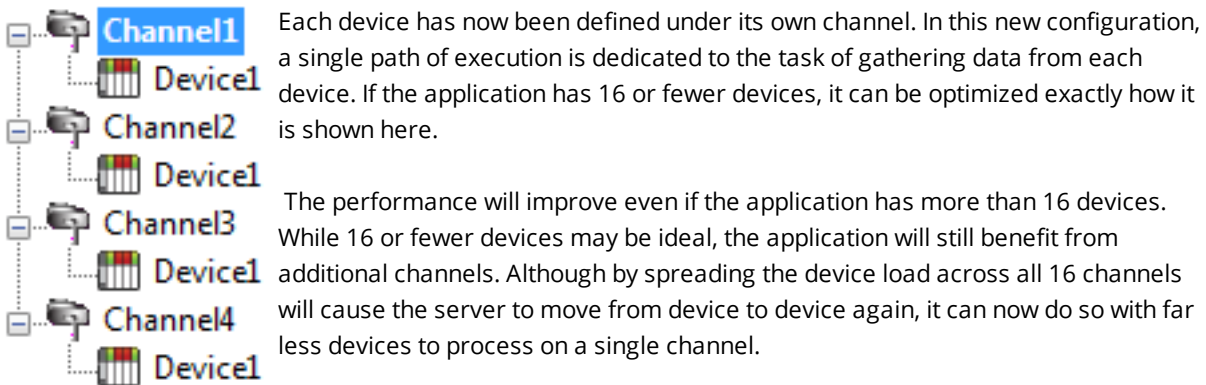 Channel1
Device1
Channel2
Device1
Channel3
Device1
Channel4
Device1
Each device has now been defined under its own channel. In this new configuration,
a single path of execution is dedicated to the task of gathering data from each
device. If the application has 16 or fewer devices, it can be optimized exactly how it
is shown here.
The performance will improve even if the application has more than 16 devices.
While 16 or fewer devices may be ideal, the application will still benefit from
additional channels. Although by spreading the device load across all 16 channels
will cause the server to move from device to device again, it can now do so with far
less devices to process on a single channel.